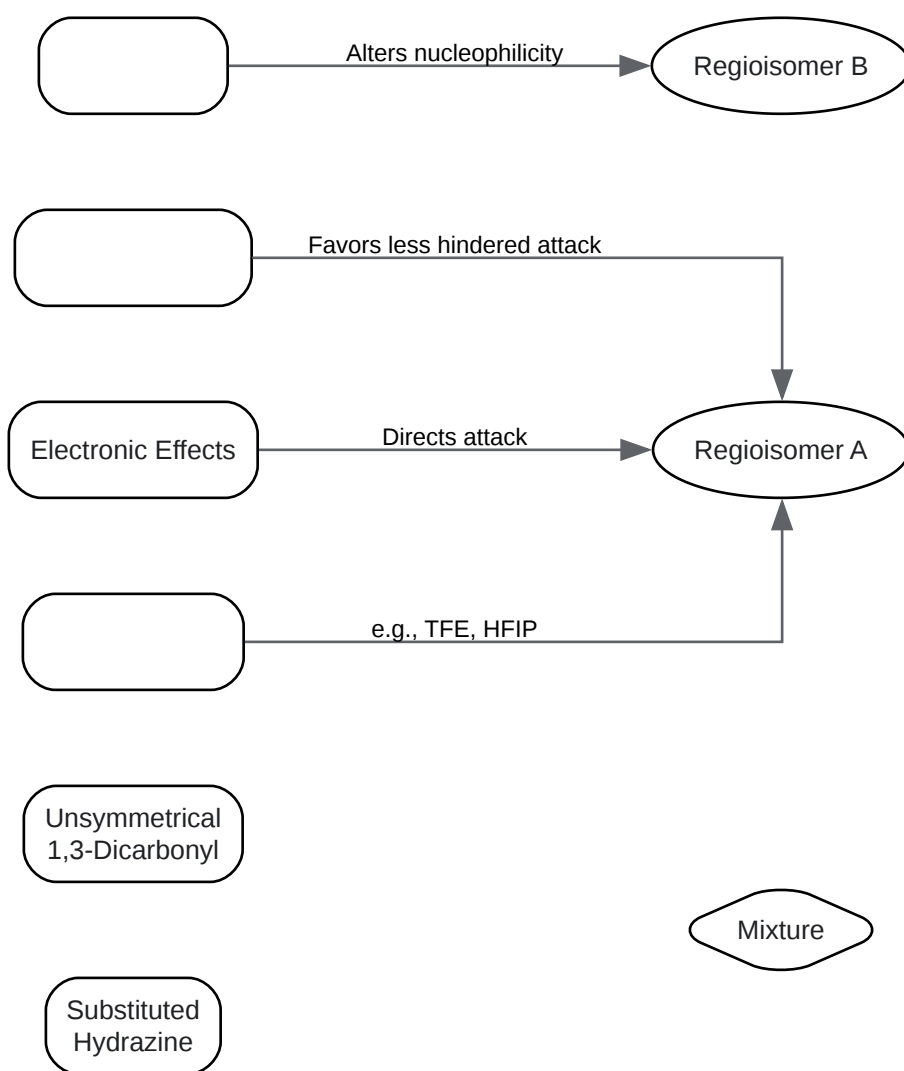 Alters nucleophilicity
Regioisomer B
Favors less hindered attack
Electronic Effects
Directs attack
Regioisomer A
e.g., TFE, HFIP
Unsymmetrical
1,3-Dicarbonyl
Mixture
Substituted
Hydrazine